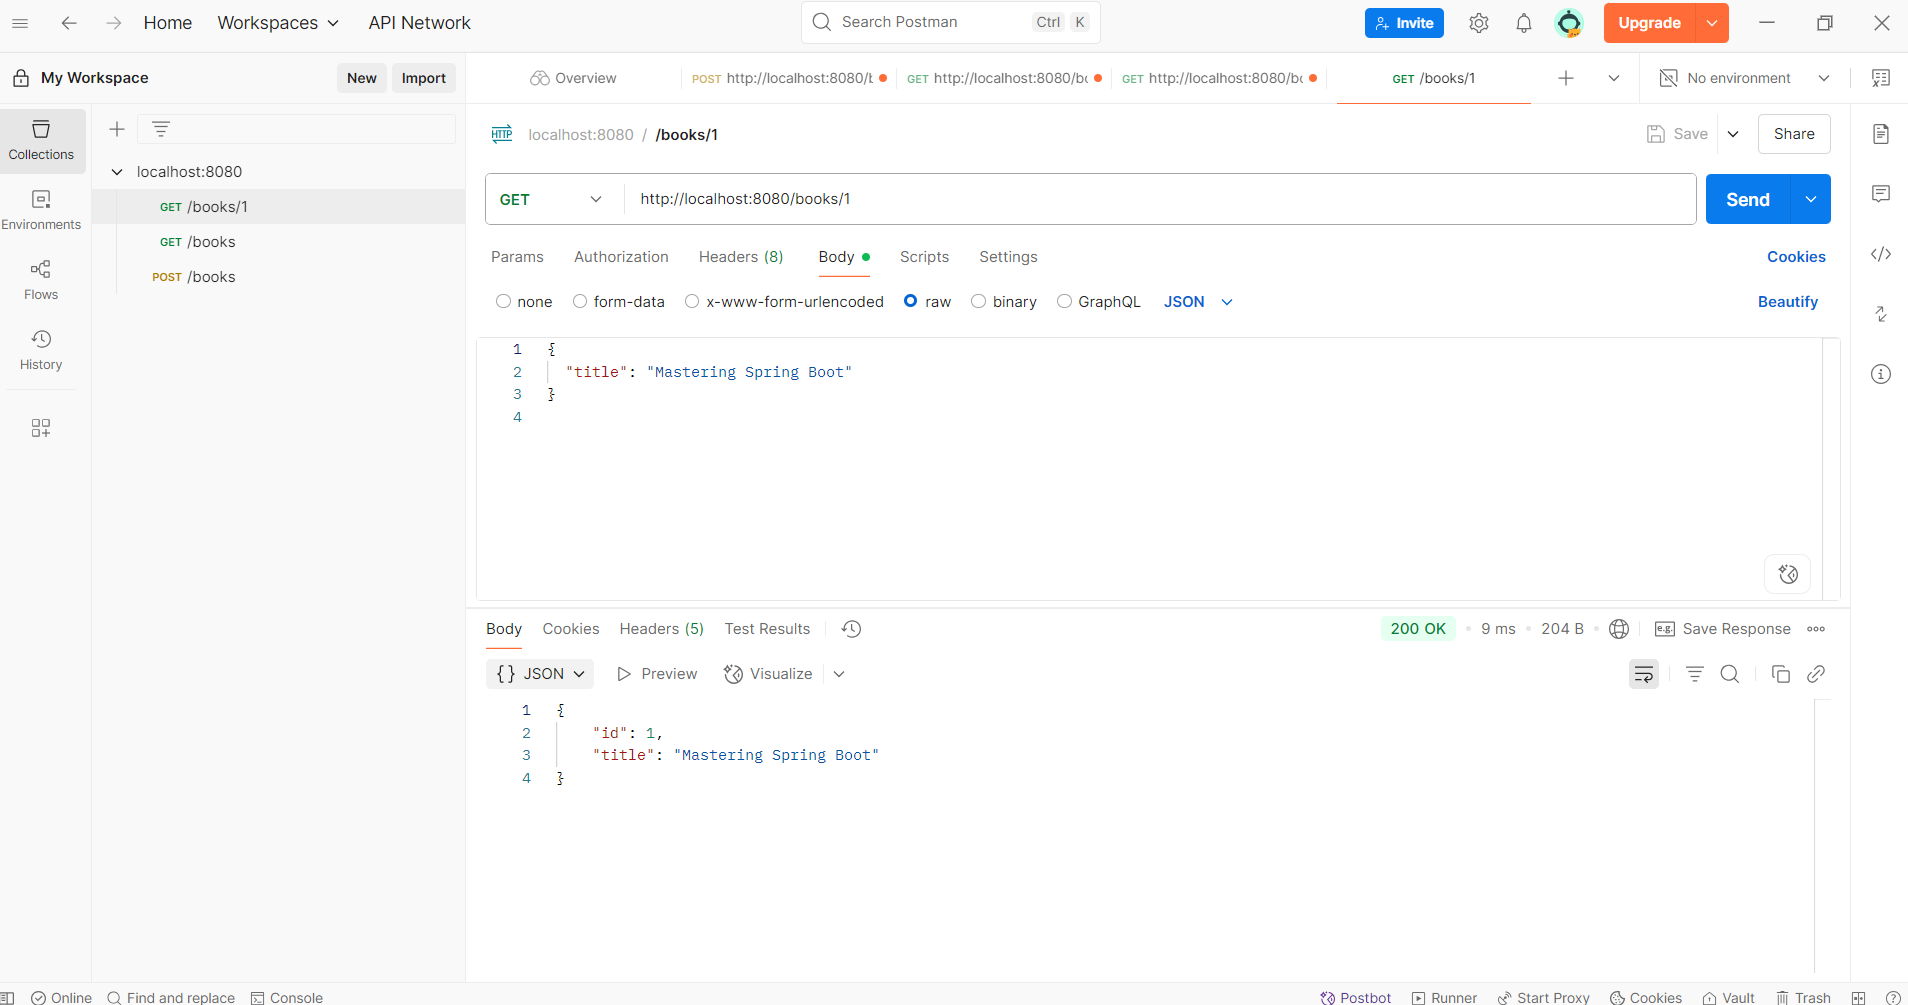 Home Workspaces API Network Search Postman Ctrl K Invite Upgrade
My Workspace New Import Overview POST http://localhost:8080/b GET http://localhost:8080/bo GET http://localhost:8080/bo GET /books/1 No environment
Collections
Environments
Flows
History
localhost:8080
GET /books/1
GET /books
POST /books
HTTP localhost:8080 / /books/1 Save Share
GET http://localhost:8080/books/1 Send
Params Authorization Headers (8) Body Scripts Settings Cookies
none form-data x-www-form-urlencoded raw binary GraphQL JSON Beautify
1 {
2 "title": "Mastering Spring Boot"
3 }
4
Body Cookies Headers (5) Test Results 200 OK • 9 ms • 204 B • e.g. Save Response
{} JSON Preview Visualize
1 {
2 "id": 1,
3 "title": "Mastering Spring Boot"
4 }
Online Find and replace Console Postbot Runner Start Proxy Cookies Vault Trash